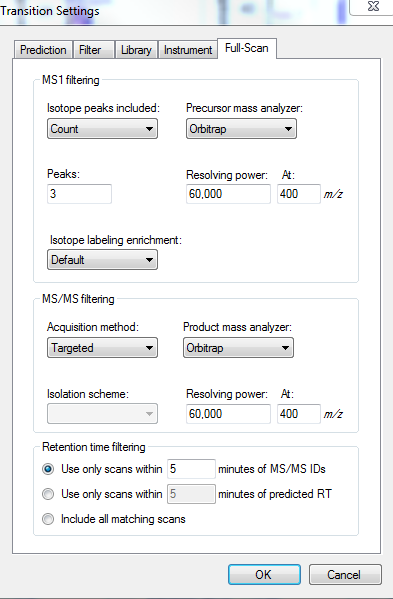 Transition Settings
Prediction Filter Library Instrument Full-Scan
MS1 filtering
Isotope peaks included: Precursor mass analyzer:
Count Orbitrap
Peaks: Resolving power: At:
3 60,000 400 m/z
Isotope labeling enrichment:
Default
MS/MS filtering
Acquisition method: Product mass analyzer:
Targeted Orbitrap
Isolation scheme: Resolving power: At:
60,000 400 m/z
Retention time filtering
Use only scans within 5 minutes of MS/MS IDs
Use only scans within 5 minutes of predicted RT
Include all matching scans
OK Cancel